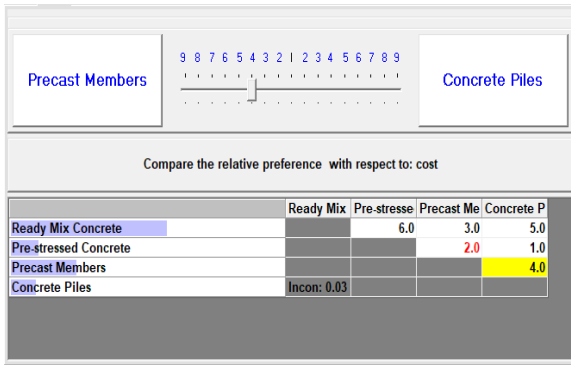 9 8 7 6 5 4 3 2 1 2 3 4 5 6 7 8 9
Precast Members
Concrete Piles
Compare the relative preference with respect to: cost
Ready Mix Pre-stresse Precast Me Concrete P
Ready Mix Concrete 6.0 3.0 5.0
Pre-stressed Concrete 2.0 1.0
Precast Members 4.0
Concrete Piles Incon: 0.03